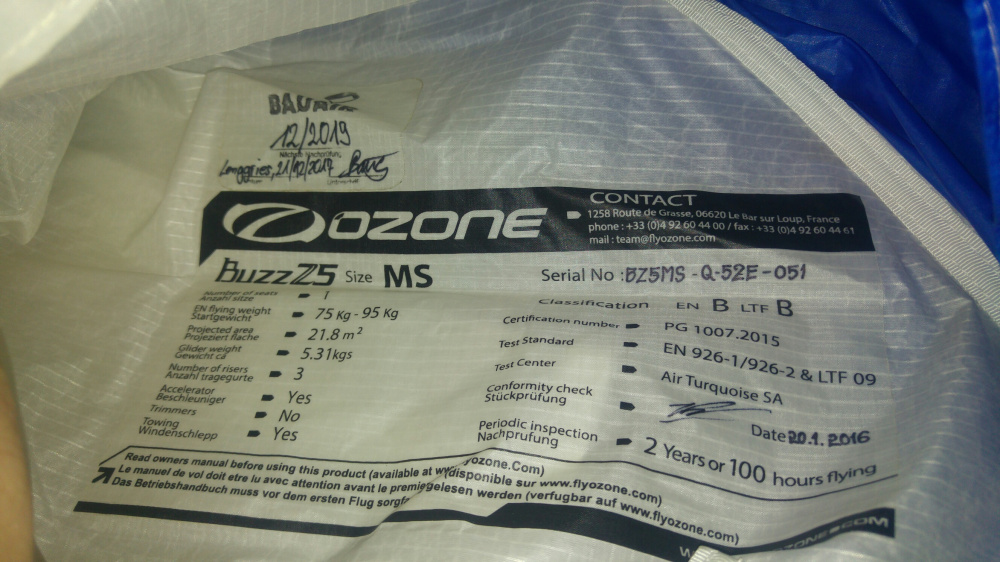 12/2019
Langgries, 21/12/2017
OZONE
CONTACT
1258 Route de Grasse, 06620 Le Bar sur Loup, France
phone : +33 (0)4 92 60 44 00 / fax : +33 (0)4 92 60 44 61
mail : team@flyozone.com
BuzzZ5 Size MS
Serial No : BZ5MS-Q-52E-051
Number of seats 1
Anzahl sitze
EN flying weight 75 Kg - 95 Kg
Startgewicht
Projected area 21.8 m²
Projeziert flache
Glider weight 5.31kgs
Gewicht ca
Number of risers 3
Anzahl tragegurte
Accelerator Yes
Beschleuniger
Trimmers No
Towing Yes
Windenschlepp
Classification EN B LTF B
Certification number PG 1007.2015
Test Standard EN 926-1/926-2 & LTF 09
Test Center Air Turquoise SA
Conformity check
Stückprüfung
Date 20.1.2016
Periodic inspection 2 Years or 100 hours flying
Nachprufung
Read owners manual before using this product (available at yozone.Com)
Le manuel de vol doit etre lu avec attention avant le (disponible sur www.flyozone.com)
Das Betriebshandbuch muss vor dem ersten Flug gelesen werden (verfugbar auf www.flyozone.com)